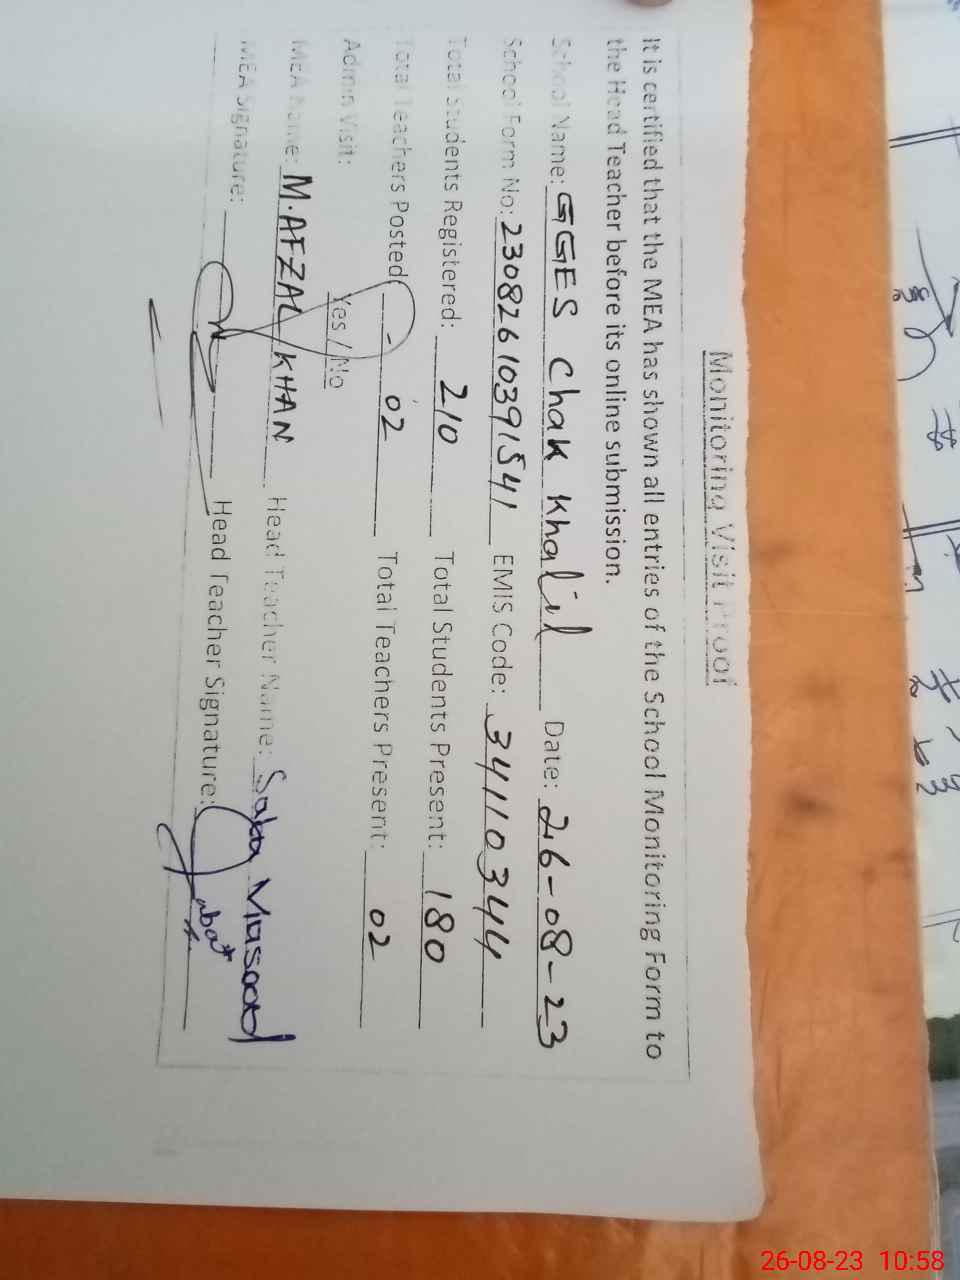 Monitoring Visit Proof
It is certified that the MEA has shown all entries of the School Monitoring Form to
the Head Teacher before its online submission.
School Name: GGES Chak Khalil Date: 26-08-23
School Form No: 23082610391541 EMIS Code: 34110344
Total Students Registered: 210 Total Students Present: 180
Total Teachers Posted 02 Total Teachers Present: 02
Admin Visit: Yes / No
MEA Name: M.AFZAL KHAN Head Teacher Name: Saba Masood
MEA Signature: Head Teacher Signature:
26-08-23 10:58